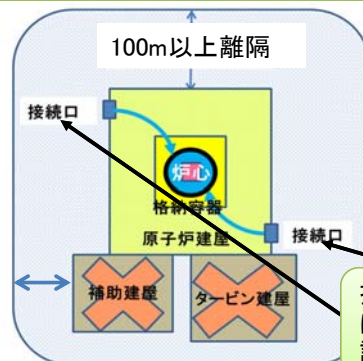 100m以上離隔
接続口
炉心
格納容器
原子炉建屋
接続口
補助建屋
タービン建屋